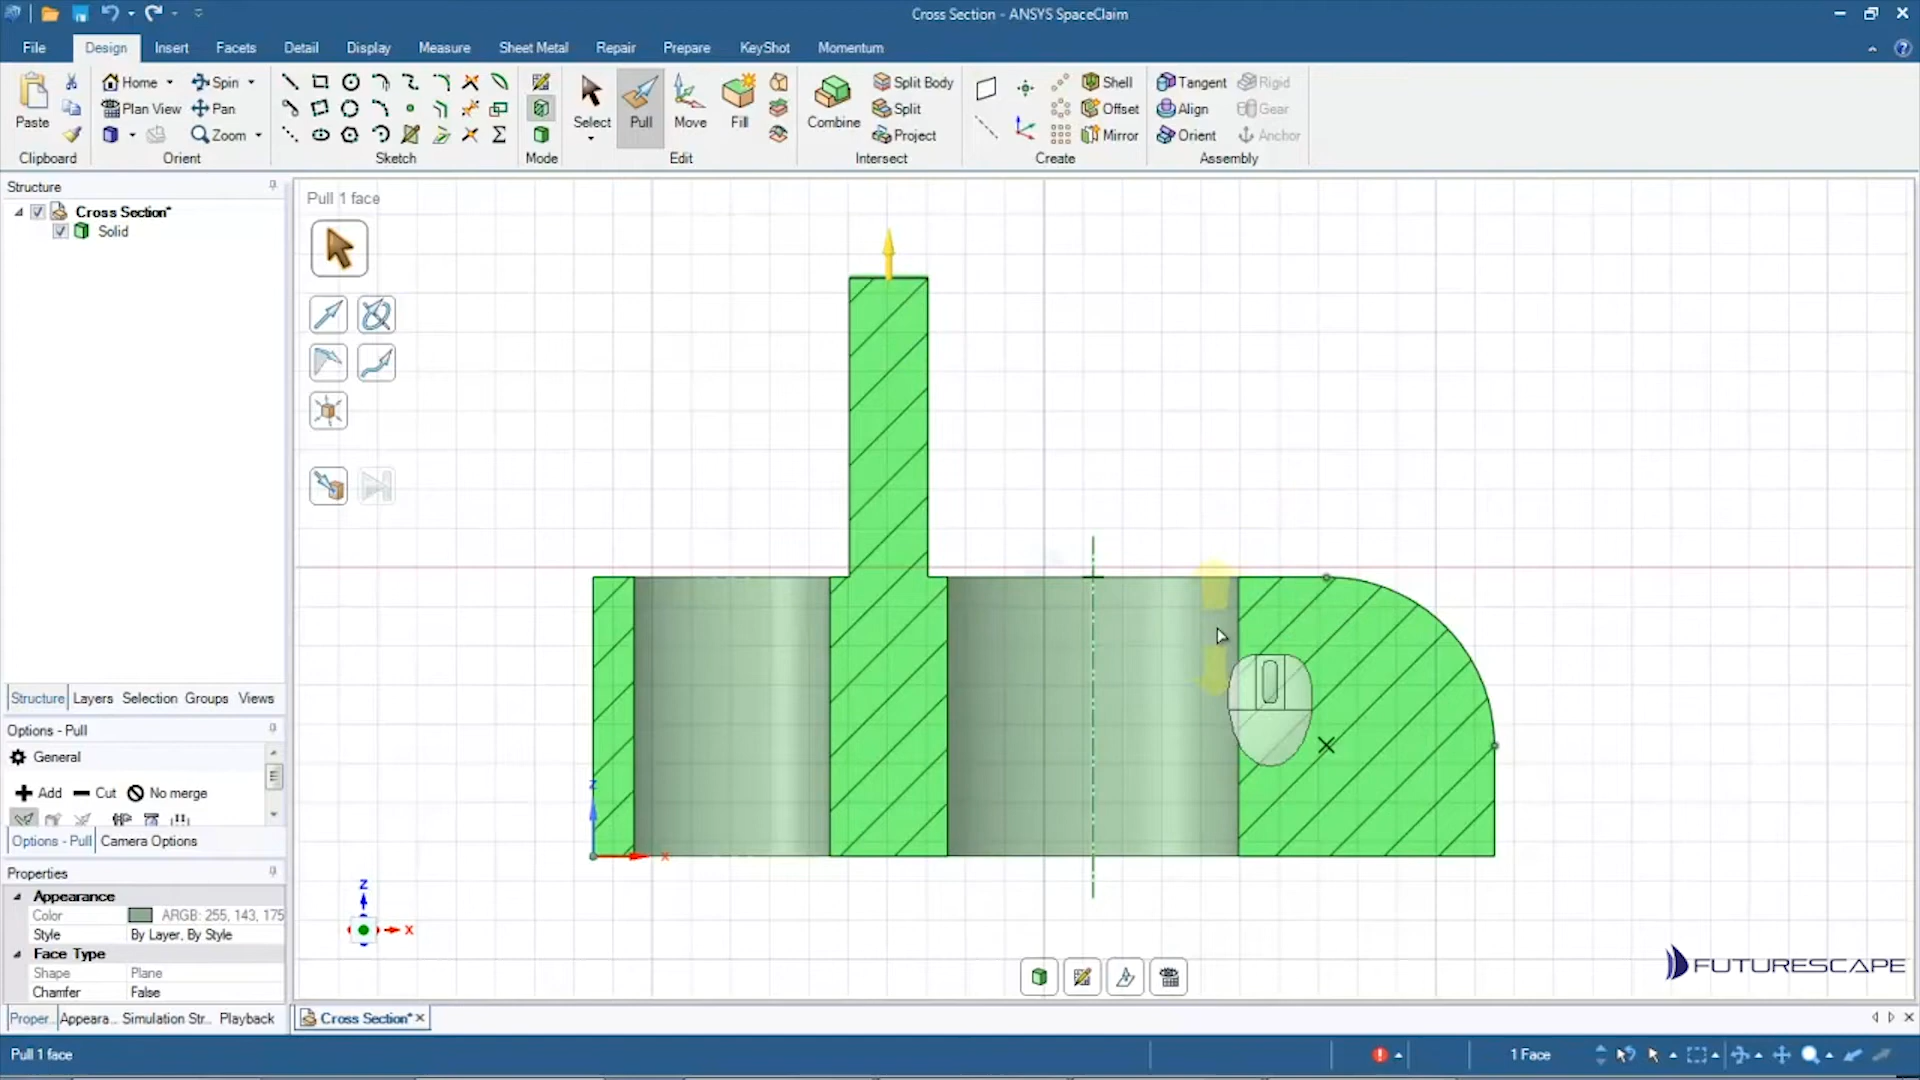 Cross Section - ANSYS SpaceClaim
File Design Insert Facets Detail Display Measure Sheet Metal Repair Prepare KeyShot Momentum
Home Spin Split Body Shell Tangent Rigid
Plan View Pan Split Offset Align Gear
Paste Zoom Select Pull Move Fill Combine Project Mirror Orient Anchor
Clipboard Orient Sketch Mode Edit Intersect Create Assembly
Structure
Pull 1 face
Cross Section*
Solid
Structure Layers Selection Groups Views
Options - Pull
General
Add Cut No merge
Options - Pull Camera Options
Properties
Appearance
Color ARGB: 255, 143, 175
Style By Layer, By Style
Face Type
Shape Plane
Chamfer False
Z
X
Z
X
FUTURESCAPE
Proper... Appeara... Simulation Str... Playback
Cross Section*
Pull 1 face
1 Face